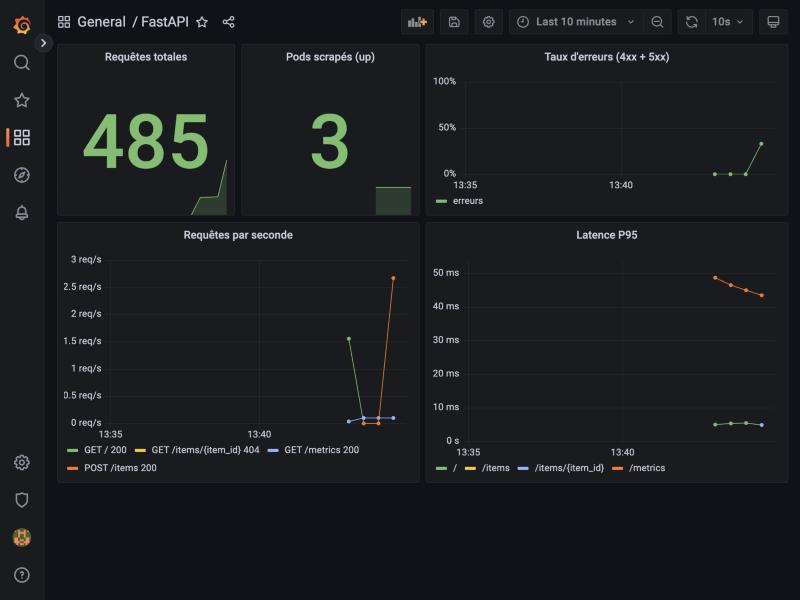 General / FastAPI
Last 10 minutes
10s
Requêtes totales
485
Pods scrapés (up)
3
Taux d'erreurs (4xx + 5xx)
100%
50%
0%
13:35
13:40
erreurs
Requêtes par seconde
3 req/s
2.5 req/s
2 req/s
1.5 req/s
1 req/s
0.5 req/s
0 req/s
13:35
13:40
GET / 200
GET /items/{item_id} 404
GET /metrics 200
POST /items 200
Latence P95
50 ms
40 ms
30 ms
20 ms
10 ms
0 s
13:35
13:40
/
/items
/items/{item_id}
/metrics